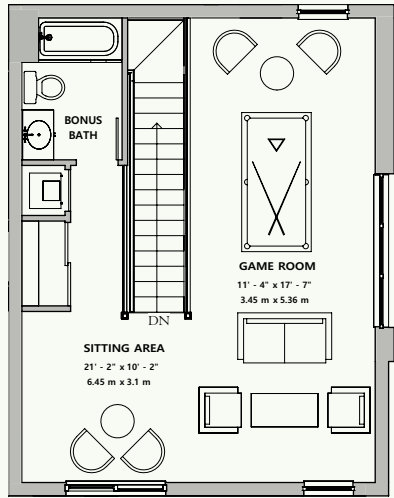 BONUS
BATH
GAME ROOM
11' - 4" x 17' - 7"
3.45 m x 5.36 m
DN
SITTING AREA
21' - 2" x 10' - 2"
6.45 m x 3.1 m